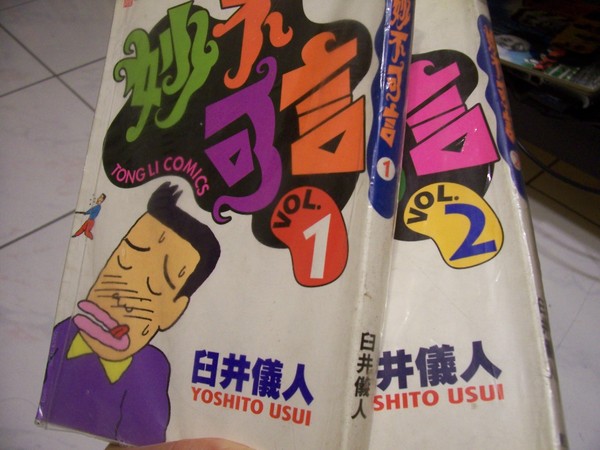 妙不可言
TONG LI COMICS
VOL.
1
臼井儀人
YOSHITO USUI
妙不可言
1
臼井儀人
言
VOL.
2
井儀人
SHITO USUI